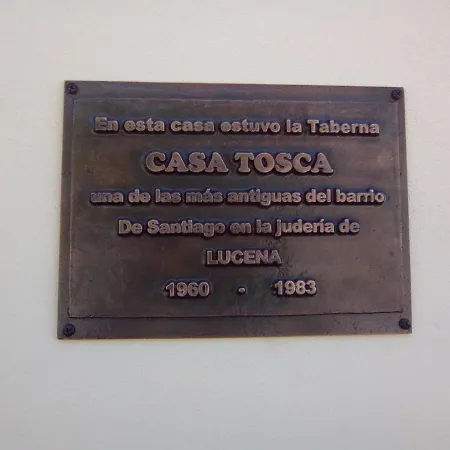 En esta casa estuvo la Taberna
CASA TOSCA
una de las más antiguas del barrio
De Santiago en la judería de
LUCENA
1960 - 1983